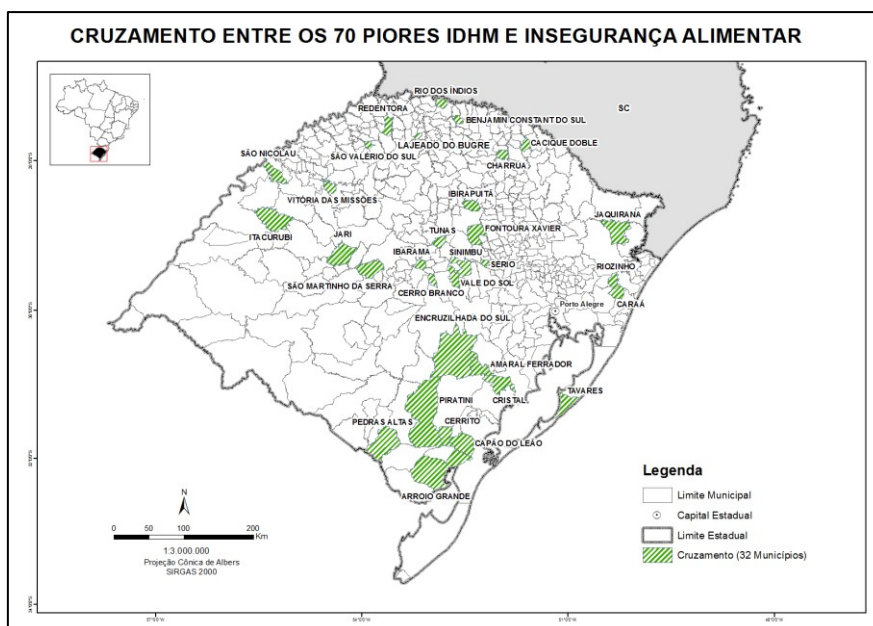 CRUZAMENTO ENTRE OS 70 PIORES IDHM E INSEGURANÇA ALIMENTAR
RIO DOS ÍNDIOS
SC
REDENTORA
BENJAMIN CONSTANT DO SUL
LAJEADO DO BUGRE
CACIQUE DOBLE
SÃO NICOLAU
SÃO VALÉRIO DO SUL
CHARRUA
VITÓRIA DAS MISSÕES
IBIRAPUITÃ
JAQUIRANA
ITACURUBI
JARI
TUNAS
FONTOURA XAVIER
IBARAMA
SINIMBU
SÉRIO
RIOZINHO
SÃO MARTINHO DA SERRA
CERRO BRANCO
VALE DO SOL
Porto Alegre
CARAÁ
ENCRUZILHADA DO SUL
AMARAL FERRADOR
TAVARES
PIRATINI
CRISTAL
PEDRAS ALTAS
CERRITO
CAPÃO DO LEÃO
ARROIO GRANDE
Legenda
Limite Municipal
Capital Estadual
Limite Estadual
Cruzamento (32 Municípios)
N
0 50 100 200
Km
1:3.000.000
Projeção Cônica de Albers
SIRGAS 2000